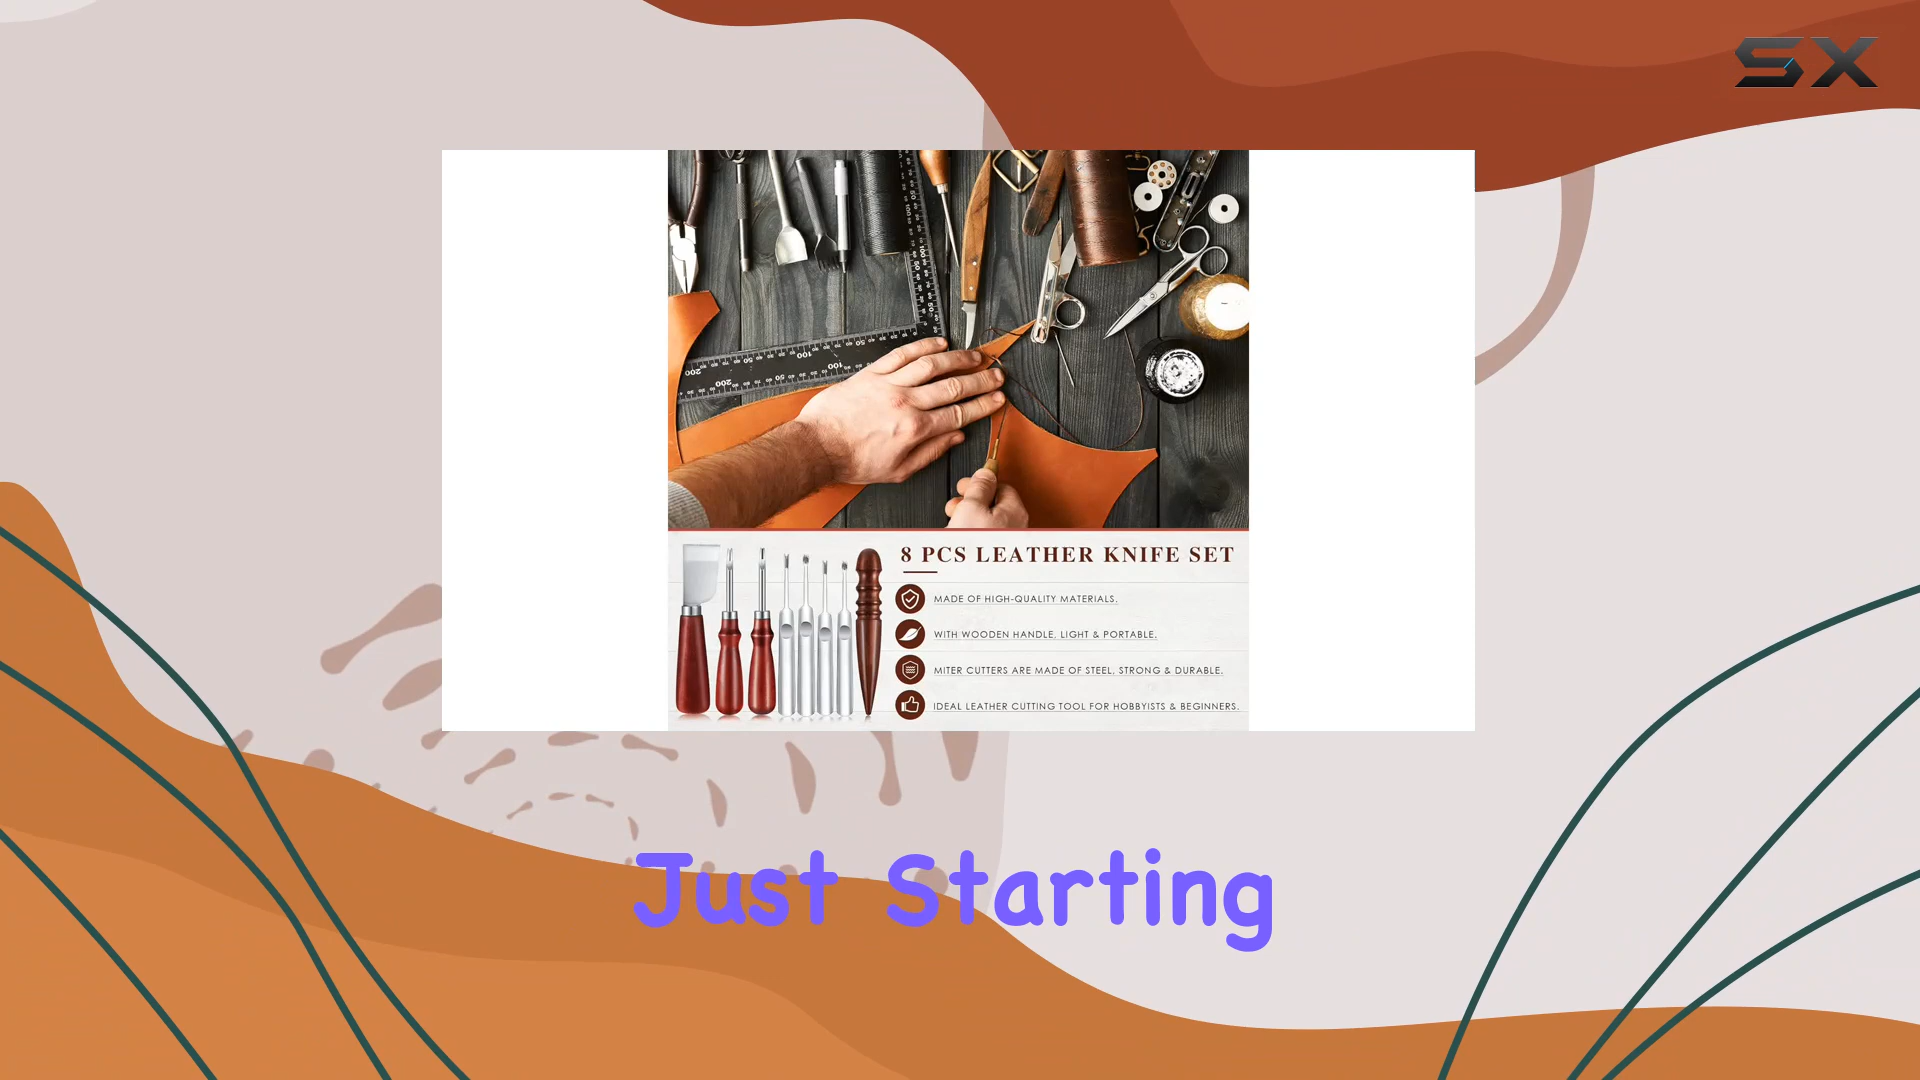 SX
8 PCS LEATHER KNIFE SET
MADE OF HIGH-QUALITY MATERIALS.
WITH WOODEN HANDLE, LIGHT & PORTABLE.
MITER CUTTERS ARE MADE OF STEEL, STRONG & DURABLE.
IDEAL LEATHER CUTTING TOOL FOR HOBBYISTS & BEGINNERS.
Just Starting